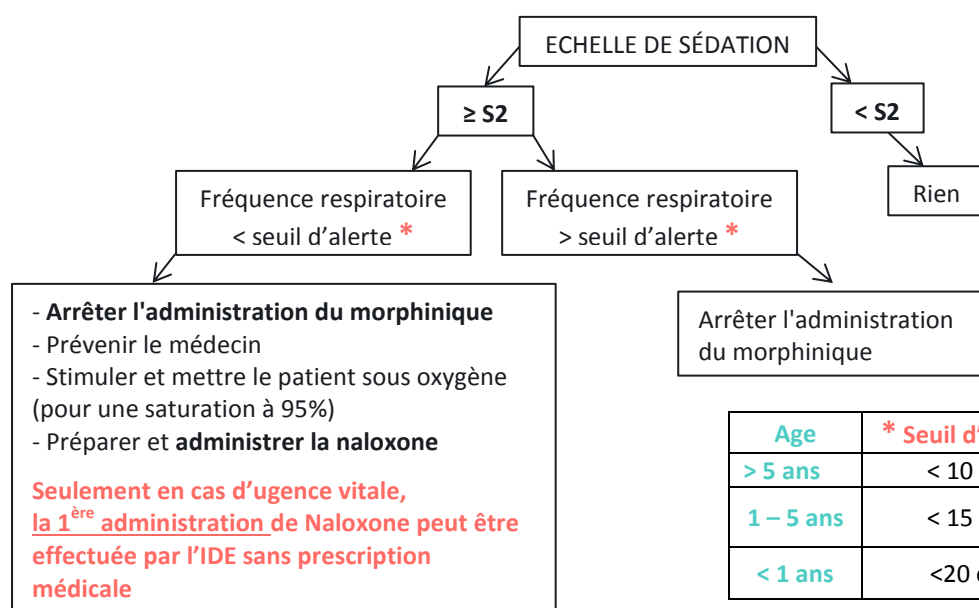 ECHELLE DE SÉDATION
≥ S2
< S2
Fréquence respiratoire
< seuil d'alerte *
Fréquence respiratoire
> seuil d'alerte *
Rien
- Arrêter l'administration du morphinique
- Prévenir le médecin
- Stimuler et mettre le patient sous oxygène
(pour une saturation à 95%)
- Préparer et administrer la naloxone
Seulement en cas d'ugence vitale,
la 1ère administration de Naloxone peut être
effectuée par l'IDE sans prescription
médicale
Arrêter l'administration
du morphinique
Age * Seuil
> 5 ans < 10
1 – 5 ans < 15
< 1 ans <20